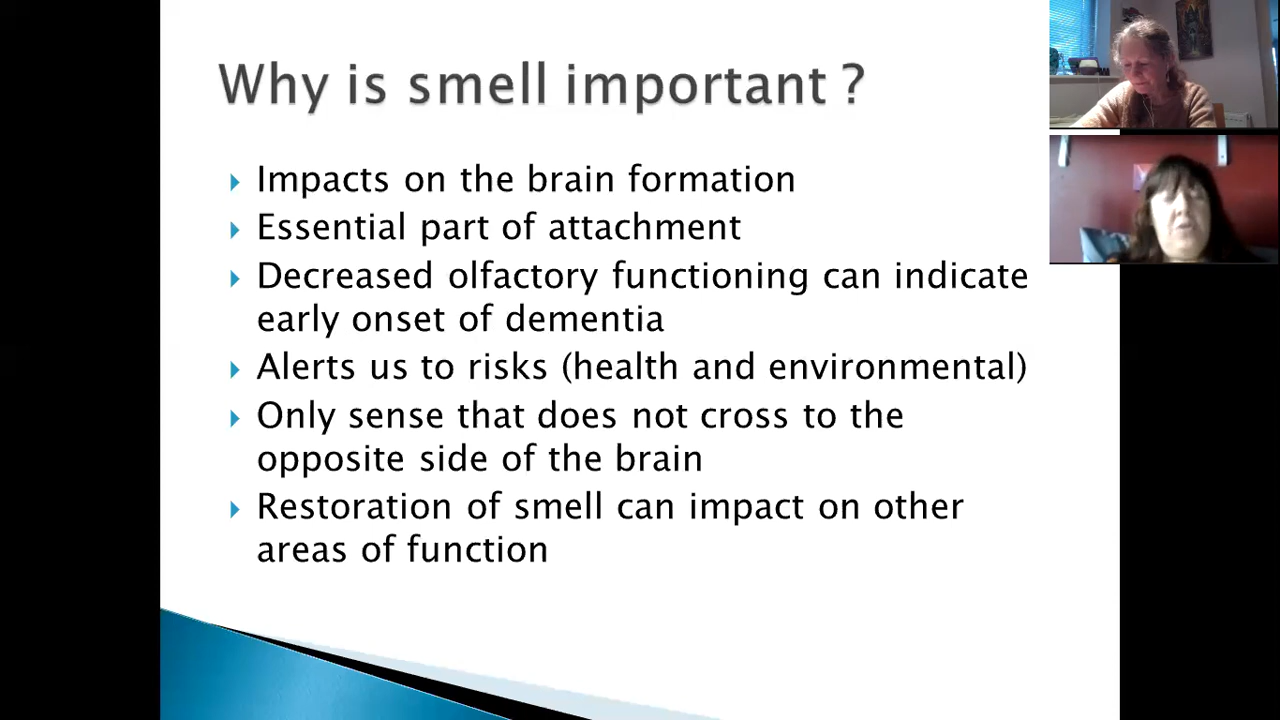 Why is smell important ?
Impacts on the brain formation
Essential part of attachment
Decreased olfactory functioning can indicate
early onset of dementia
Alerts us to risks (health and environmental)
Only sense that does not cross to the
opposite side of the brain
Restoration of smell can impact on other
areas of function